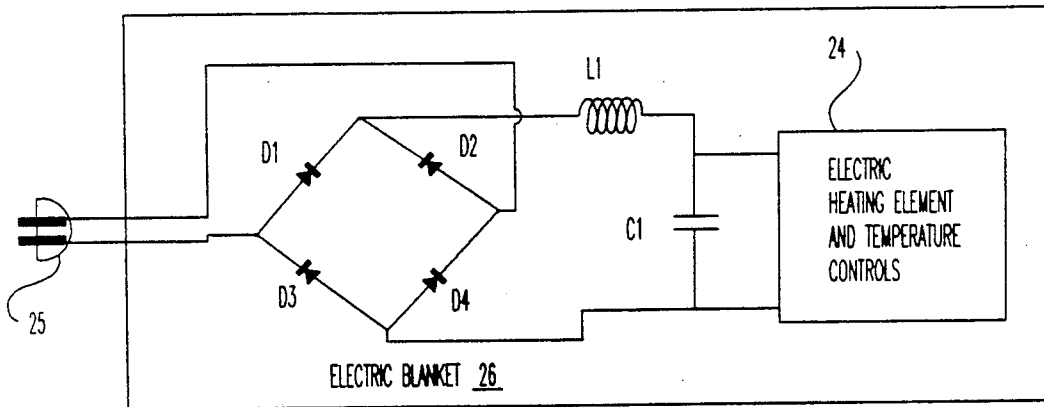 24
L1
D1
D2
ELECTRIC
HEATING ELEMENT
AND TEMPERATURE
CONTROLS
C1
D3
D4
25
ELECTRIC BLANKET 26